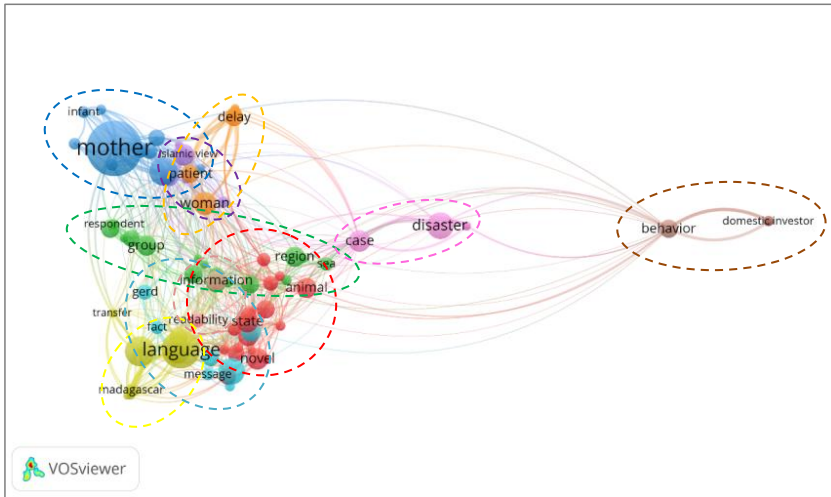 infant
mother
delay
islamic view
patient
woman
respondent
group
case
disaster
behavior
domestic investor
region
sea
information
animal
gerd
transfer
fact
readability
state
language
novel
message
madagascar
VOSviewer